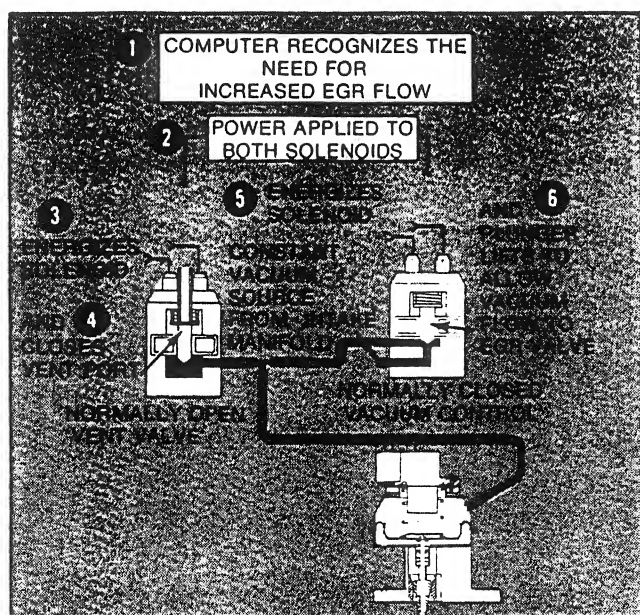 1
COMPUTER RECOGNIZES THE
NEED FOR
INCREASED EGR FLOW
2
POWER APPLIED TO
BOTH SOLENOIDS
3
ENERGIZES
SOLENOID
4
AND
CLOSES
VENT PORT
NORMALLY OPEN
VENT VALVE
5
ENERGIZES
SOLENOID
CONSTANT
VACUUM
SOURCE
FROM INTAKE
MANIFOLD
6
AND
PLUNGER
LIFTS TO
ALLOW
VACUUM
FLOW TO
EGR VALVE
NORMALLY CLOSED
VACUUM CONTROL